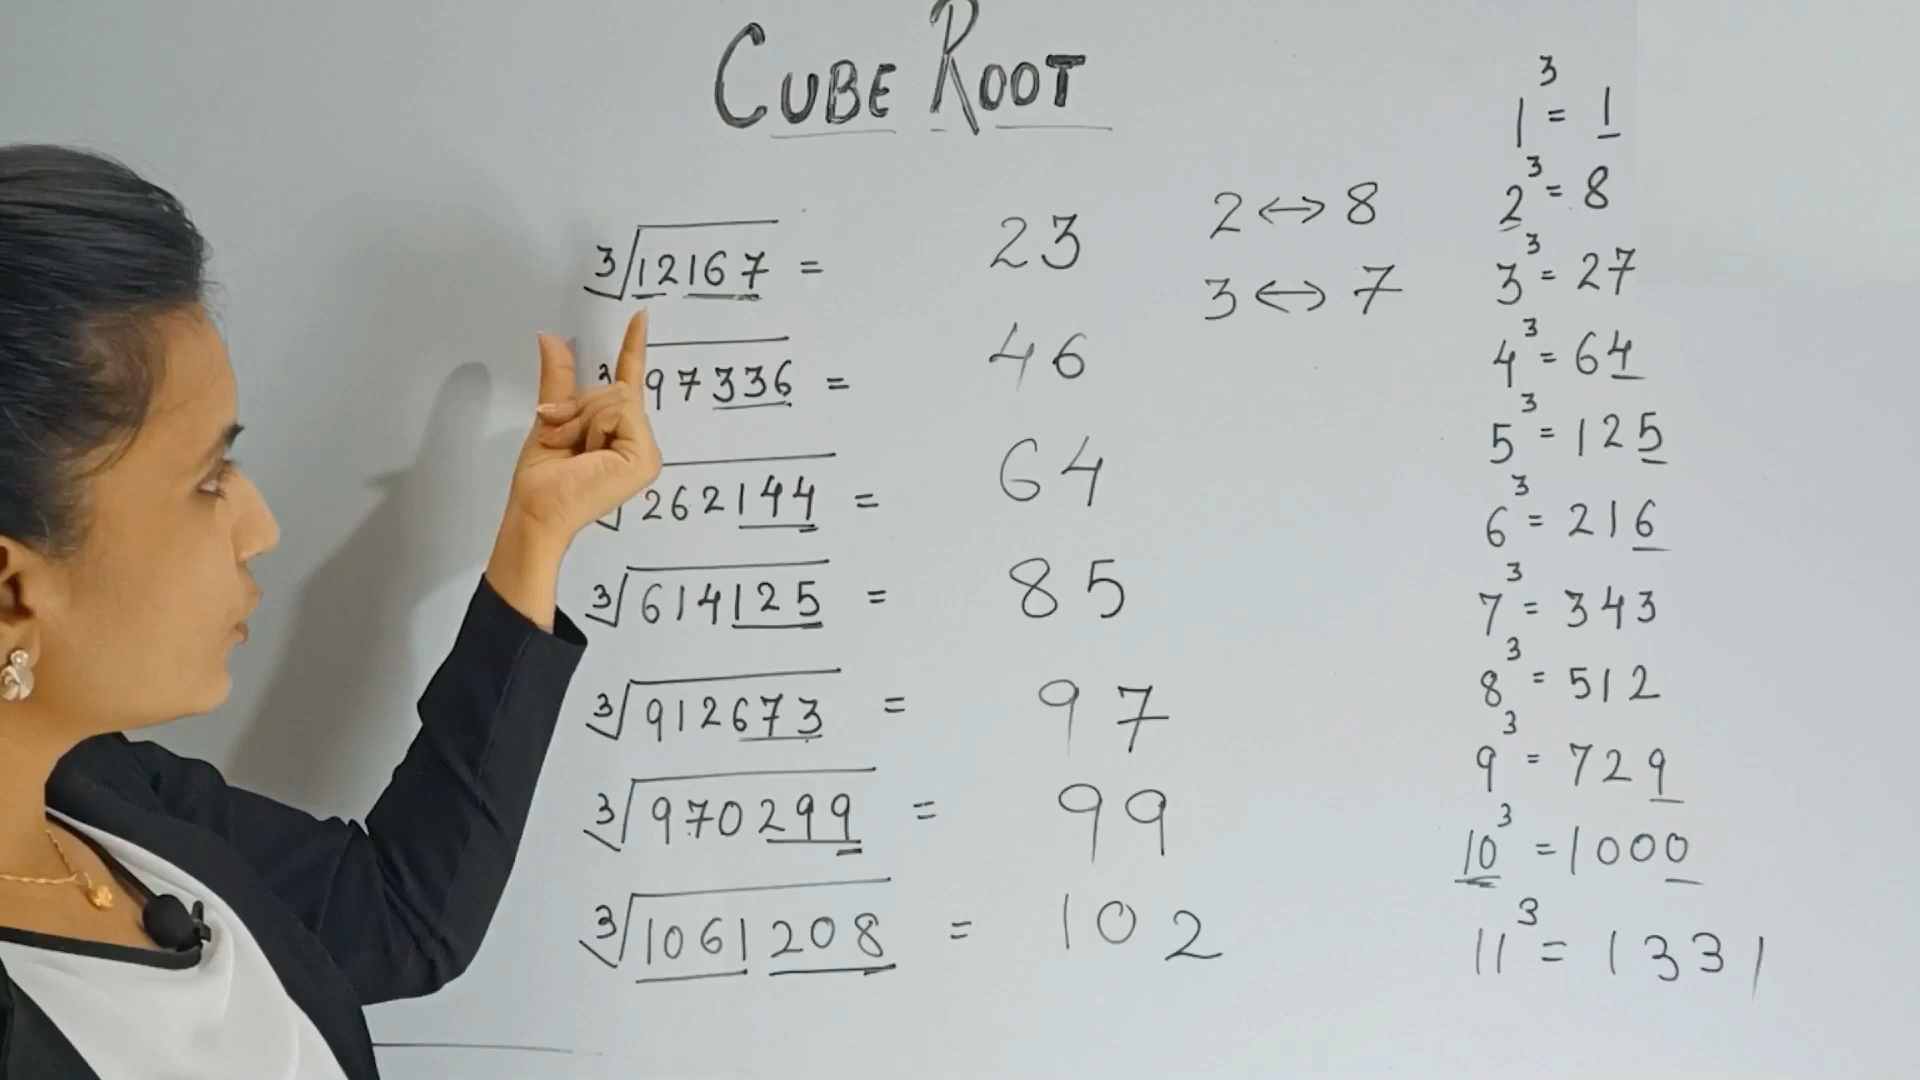 CUBE ROOT
∛12167 = 23
∛97336 = 46
√262144 = 64
∛614125 = 85
∛912673 = 97
∛970299 = 99
∛1061208 = 102
2 ↔ 8
3 ↔ 7
1³ = 1
2³ = 8
3³ = 27
4³ = 64
5³ = 125
6³ = 216
7³ = 343
8³ = 512
9³ = 729
10³ = 1000
11³ = 1331